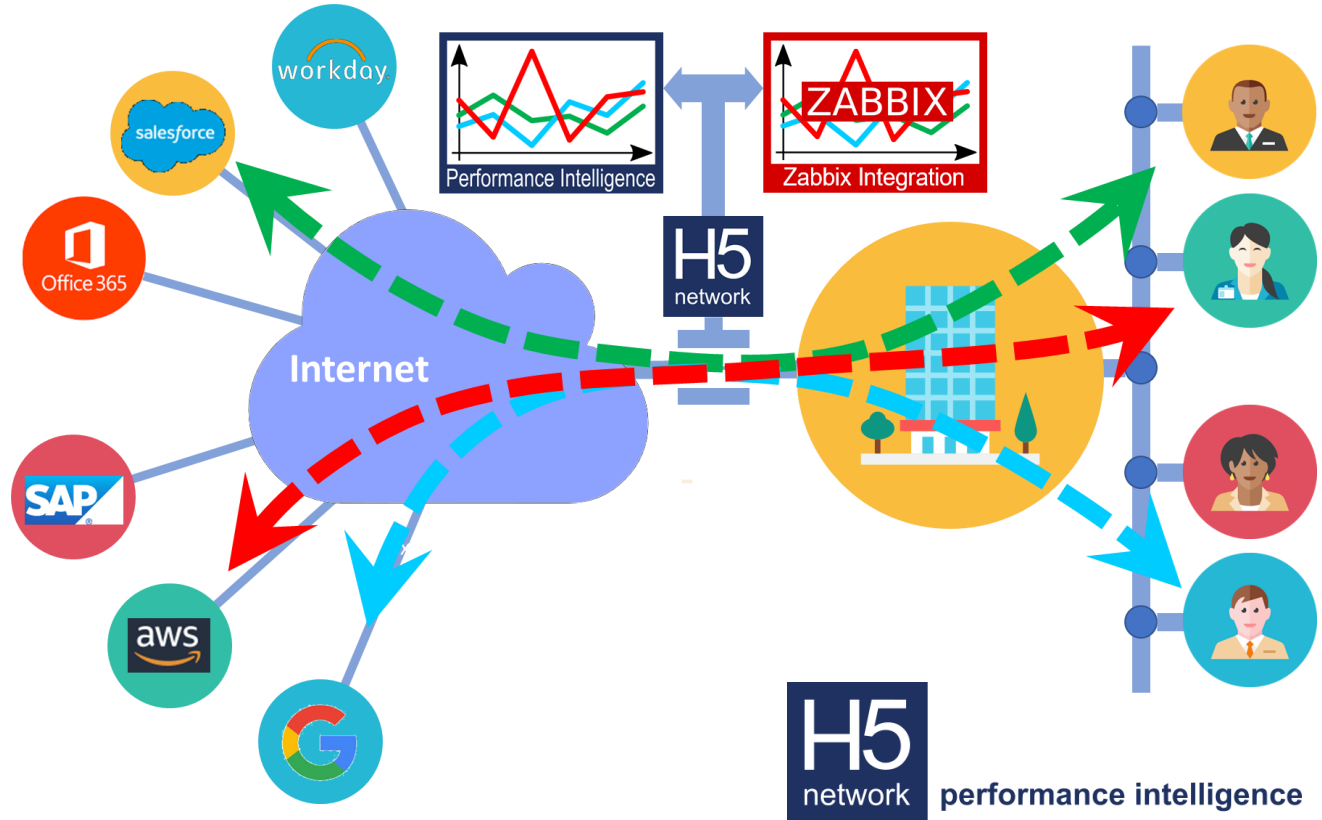 workday.
salesforce
Office 365
SAP
®
aws
G
Internet
Performance Intelligence
ZABBIX
Zabbix Integration
H5
network
x
H5
network
performance intelligence